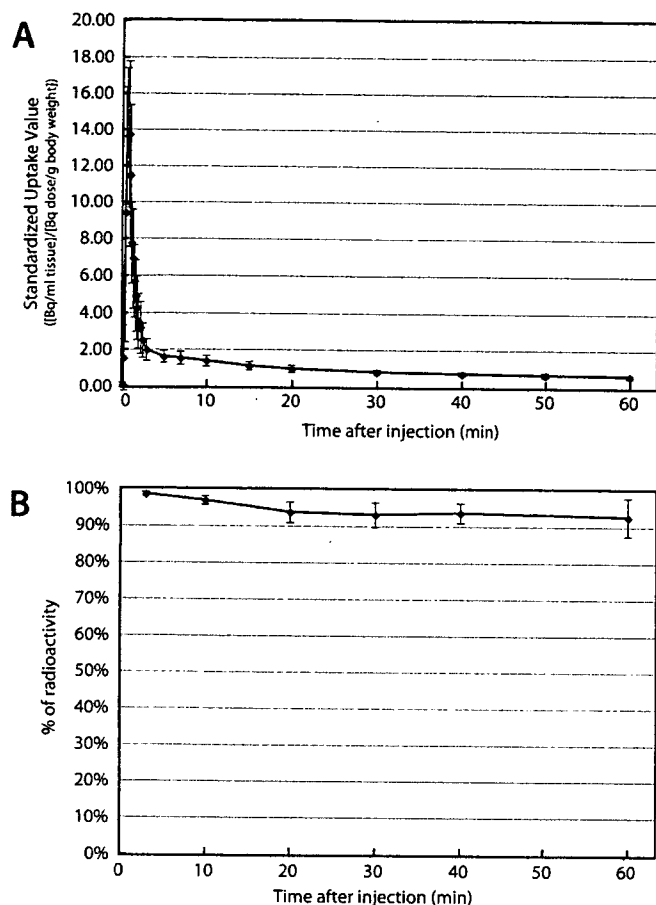 A
Standardized Uptake Value
([Bq/ml tissue]/[Bq dose/g body weight])
20.00
18.00
16.00
14.00
12.00
10.00
8.00
6.00
4.00
2.00
0.00
0 10 20 30 40 50 60
Time after injection (min)
B
% of radioactivity
100%
90%
80%
70%
60%
50%
40%
30%
20%
10%
0%
0 10 20 30 40 50 60
Time after injection (min)